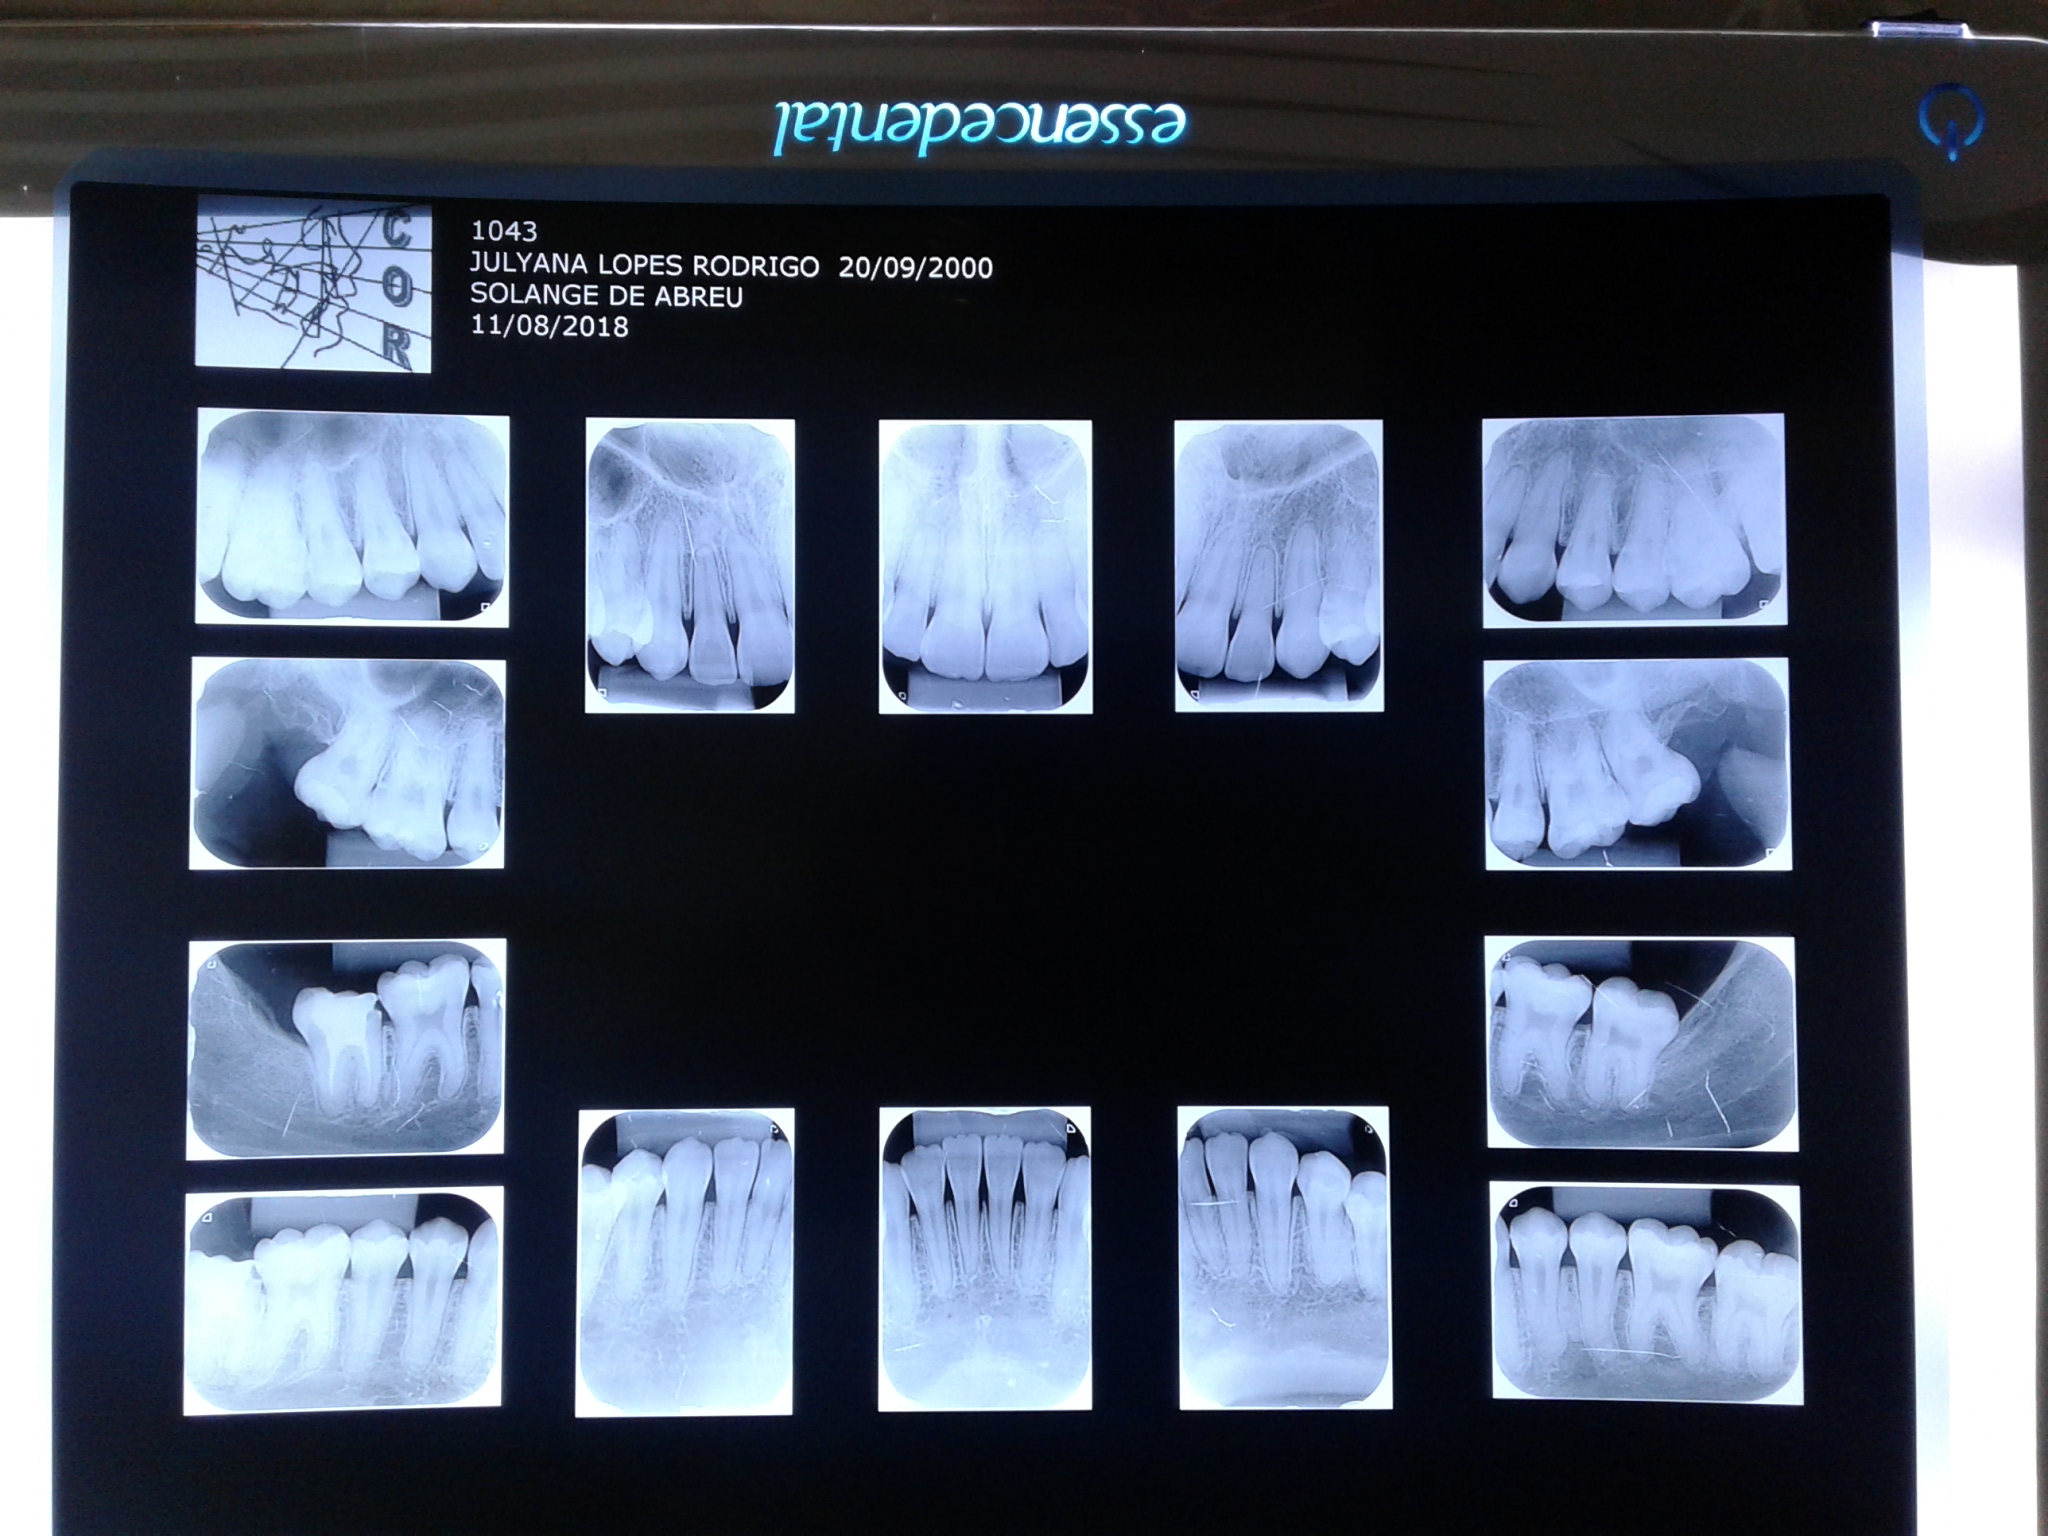 essencedental
C
O
R
1043
JULYANA LOPES RODRIGO 20/09/2000
SOLANGE DE ABREU
11/08/2018